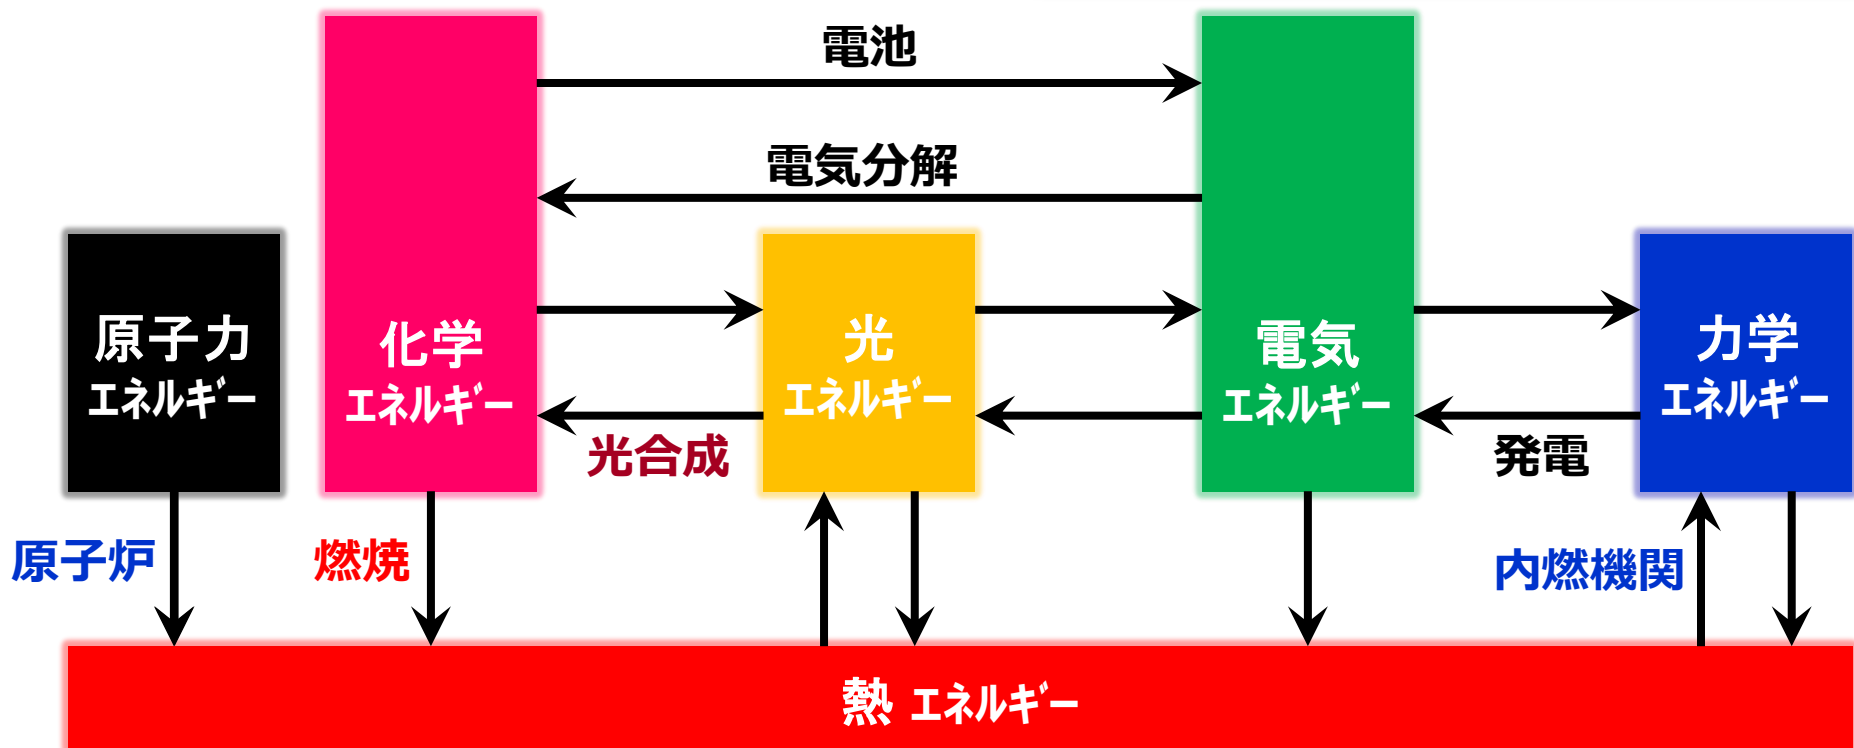 電池
電気分解
原子力
エネルギー
化学
エネルギー
光
エネルギー
電気
エネルギー
力学
エネルギー
光合成
発電
原子炉
燃焼
内燃機関
熱 エネルギー